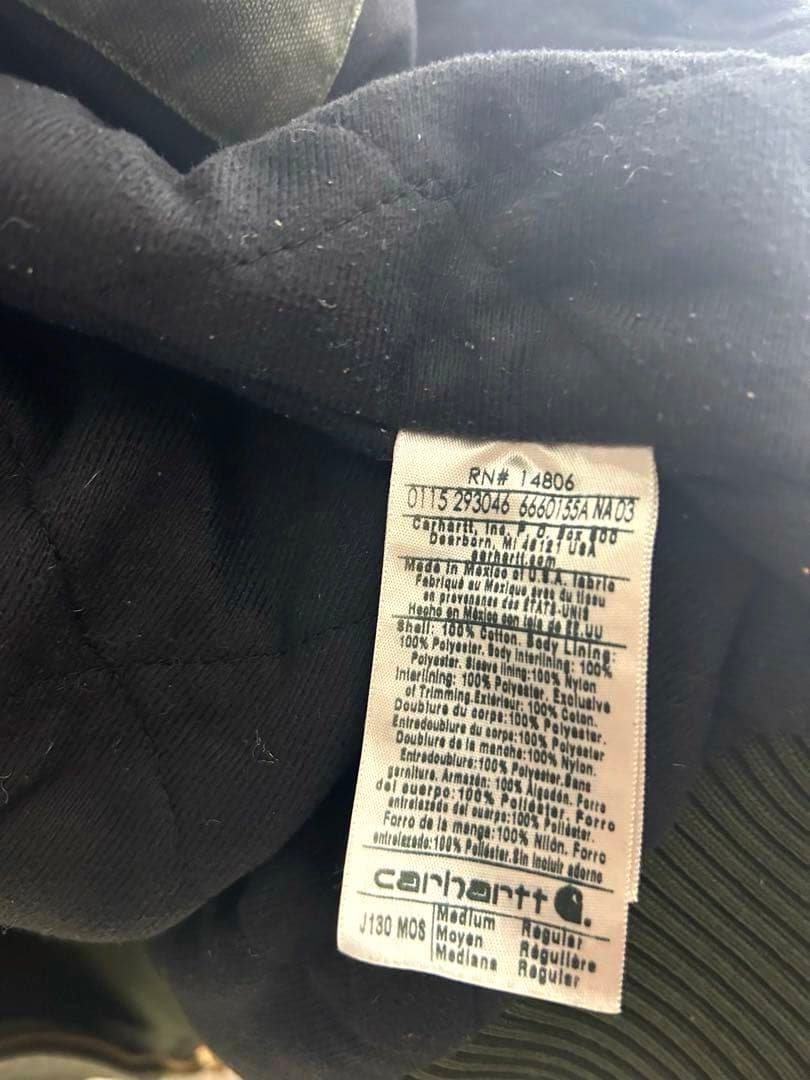 RN# 14806
0115 293046 6660155A NA 03
Carhartt, Inc, P. O. Box 600
Dearborn, MI 48121 USA
carhartt.com
Made in Mexico of U.S.A. fabric
Fabriqué au Mexique avec du tissu
en provenance des ÉTATS-UNIS
Hecho en México con tela de EE.UU
Shell: 100% Cotton. Body Lining:
100% Polyester. Body Interlining: 100%
Polyester. Sleeve lining:100% Nylon
Interlining: 100% Polyester. Exclusive
of Trimming.Extérieur: 100% Coton.
Doublure du corps:100% Polyester.
Entredoublure du corps:100% Polyester
Doublure de la manche:100% Nylon.
Entredoublure:100% Polyester.Sans
garniture. Armazón: 100% Algodón. Forro
del cuerpo: 100% Poliéster, Forro
entrelazado del cuerpo:100% Poliéster.
Forro de la manga:100% Nilón. Forro
entrelazado:100% Poliéster.Sin incluir adorno
carhartt
J130 MOS Medium Regular
Moyen Régulière
Mediana Regular